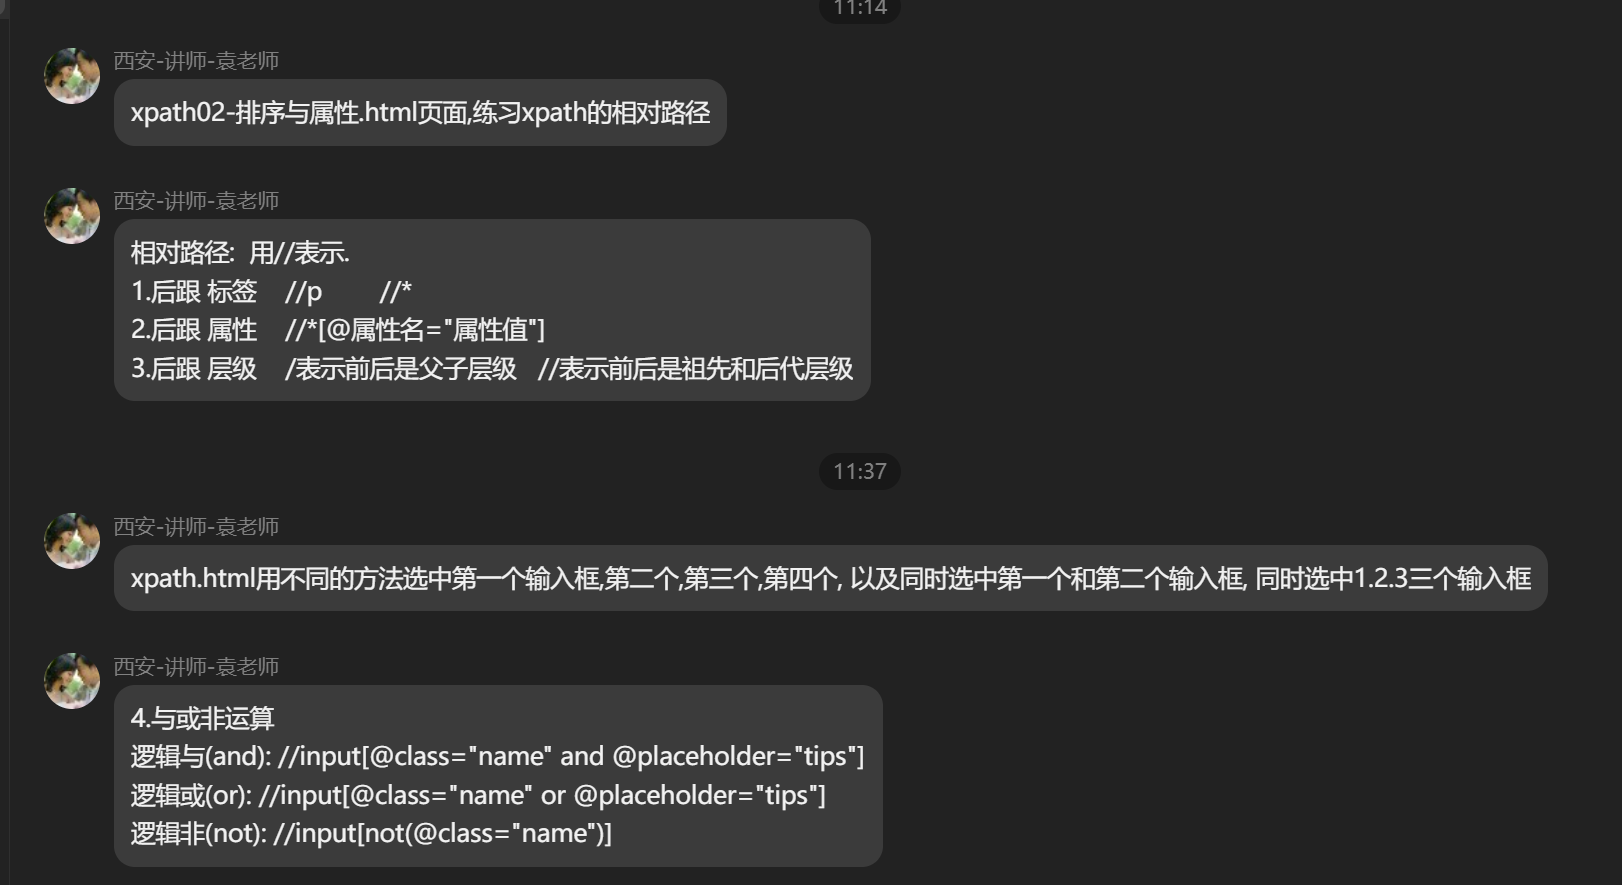 11:14
西安-讲师-袁老师
xpath02-排序与属性.html页面,练习xpath的相对路径
西安-讲师-袁老师
相对路径:  用//表示.
1.后跟 标签    //p        //*
2.后跟 属性    //*[@属性名="属性值"]
3.后跟 层级    /表示前后是父子层级   //表示前后是祖先和后代层级
11:37
西安-讲师-袁老师
xpath.html用不同的方法选中第一个输入框,第二个,第三个,第四个, 以及同时选中第一个和第二个输入框, 同时选中1.2.3三个输入框
西安-讲师-袁老师
4.与或非运算
逻辑与(and): //input[@class="name" and @placeholder="tips"]
逻辑或(or): //input[@class="name" or @placeholder="tips"]
逻辑非(not): //input[not(@class="name")]